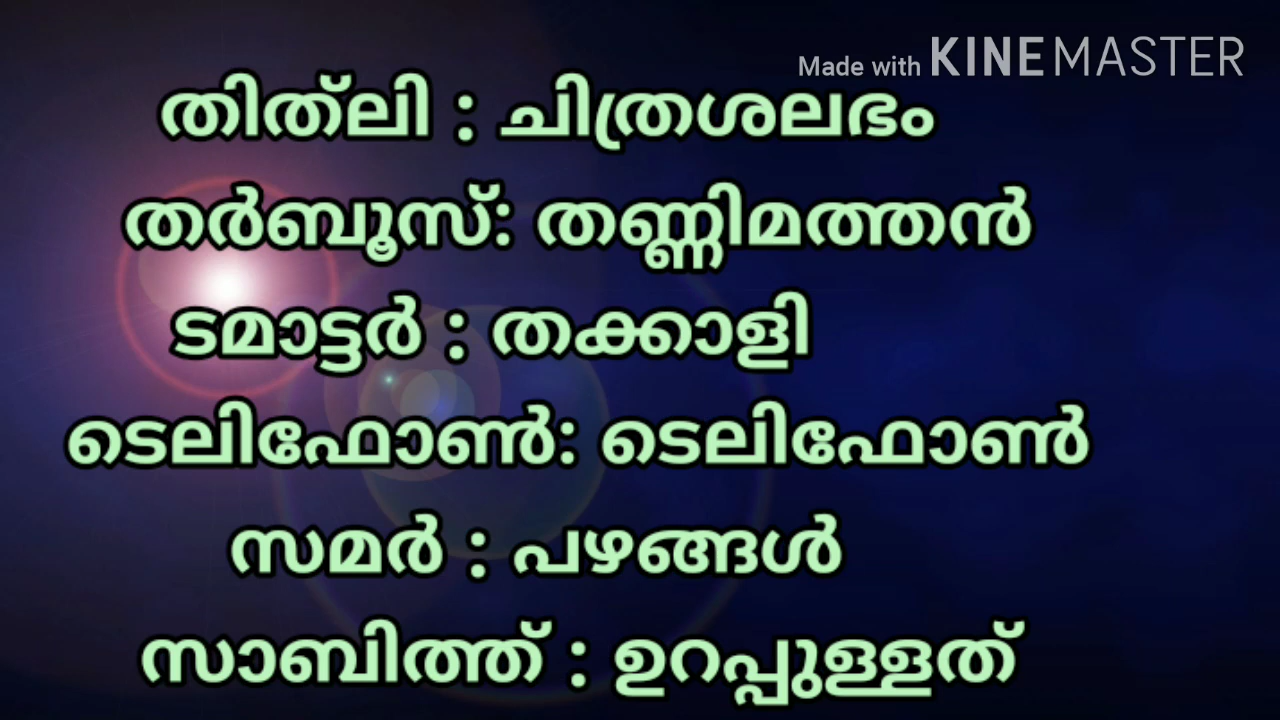 Made with KINEMASTER
തിത്‌ലി : ചിത്രശലഭം
തർബൂസ്: തണ്ണിമത്തൻ
ടമാട്ടർ : തക്കാളി
ടെലിഫോൺ: ടെലിഫോൺ
സമർ : പഴങ്ങൾ
സാബിത്ത് : ഉറപ്പുള്ളത്